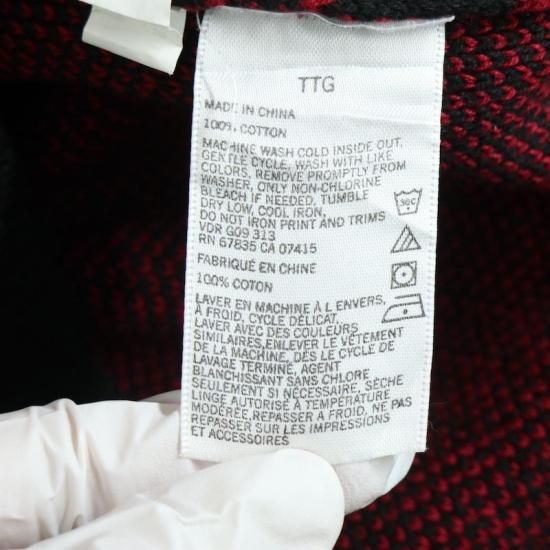 TTG
MADE IN CHINA
100% COTTON
MACHINE WASH COLD INSIDE OUT,
GENTLE CYCLE, WASH WITH LIKE
COLORS, REMOVE PROMPTLY FROM
WASHER, ONLY NON-CHLORINE
BLEACH IF NEEDED, TUMBLE
DRY LOW, COOL IRON,
DO NOT IRON PRINT AND TRIMS
VDR G09 313
RN 67835 CA 07415
FABRIQUÉ EN CHINE
100% COTON
LAVER EN MACHINE À L ENVERS,
À FROID, CYCLE DÉLICAT,
LAVER AVEC DES COULEURS
SIMILAIRES,ENLEVER LE VÊTEMENT
DE LA MACHINE, DÈS LE CYCLE DE
LAVAGE TERMINÉ, AGENT
BLANCHISSANT SANS CHLORE
SEULEMENT SI NÉCESSAIRE, SÈCHE
LINGE AUTORISÉ À TEMPÉRATURE
MODÉRÉE,REPASSER A FROID, NE PAS
REPASSER SUR LES IMPRESSIONS
ET ACCESSOIRES
30C